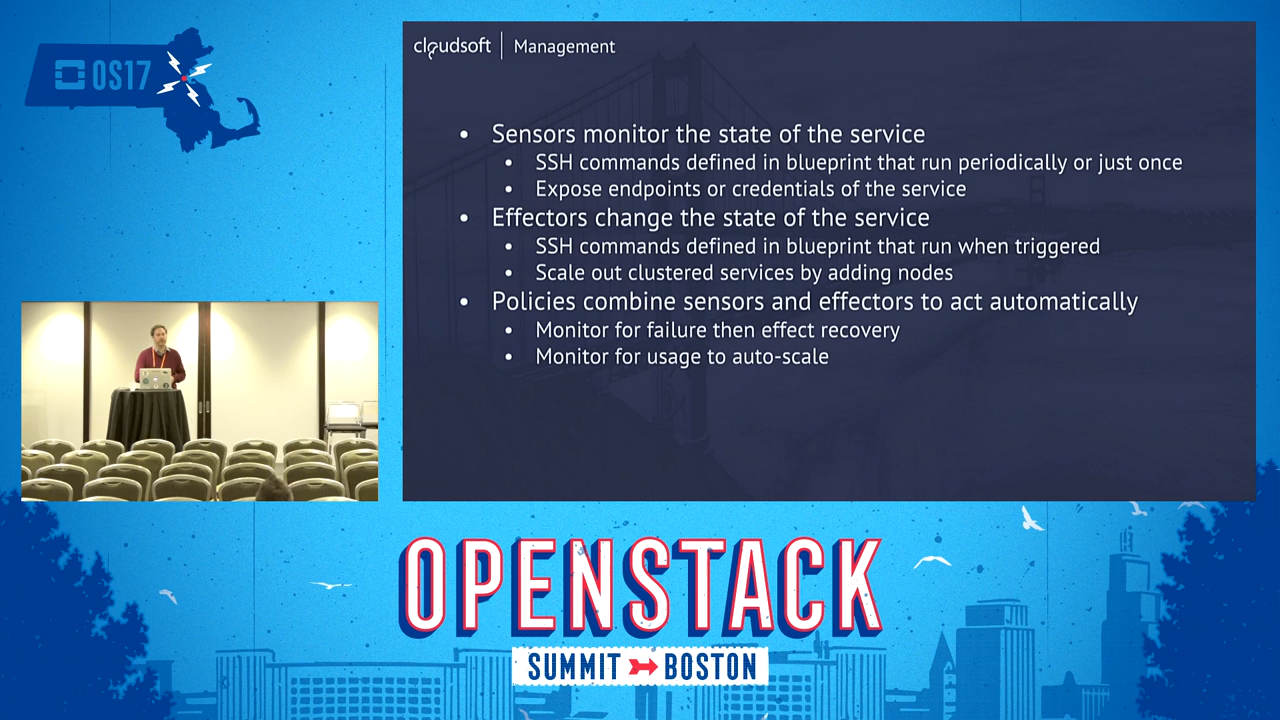 OS17
cloudsoft | Management
• Sensors monitor the state of the service
• SSH commands defined in blueprint that run periodically or just once
• Expose endpoints or credentials of the service
• Effectors change the state of the service
• SSH commands defined in blueprint that run when triggered
• Scale out clustered services by adding nodes
• Policies combine sensors and effectors to act automatically
• Monitor for failure then effect recovery
• Monitor for usage to auto-scale
OPENSTACK
SUMMIT BOSTON